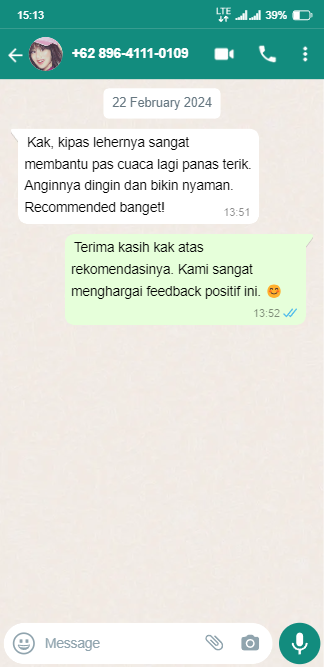 15:13
LTE
39%
+62 896-4111-0109
22 February 2024
Kak, kipas lehernya sangat
membantu pas cuaca lagi panas terik.
Anginnya dingin dan bikin nyaman.
Recommended banget!
13:51
Terima kasih kak atas
rekomendasinya. Kami sangat
menghargai feedback positif ini. 😊
13:52
Message